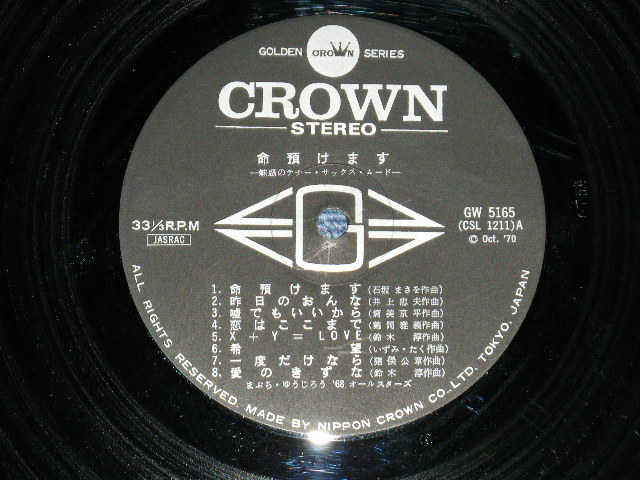 GOLDEN CROWN SERIES
CROWN
STEREO
命預けます
―魅惑のテナー・サックス・ムード―
33⅓R.P.M
JASRAC
G
GW 5165
(CSL 1211)A
© Oct. '70
1. 命預けます(石坂まさを作曲)
2. 昨日のおんな(井上忠夫作曲)
3. 嘘でもいいから(筒美京平作曲)
4. 恋はここまで(鶴岡雅義作曲)
5. X+Y=LOVE(鈴木 淳作曲)
6. 希望(いずみ・たく作曲)
7. 一度だけなら(猪俣公章作曲)
8. 愛のきずな(鈴木 淳作曲)
まぶち・ゆうじろう '68 オールスターズ
ALL RIGHTS RESERVED. MADE BY NIPPON CROWN CO., LTD. TOKYO, JAPAN